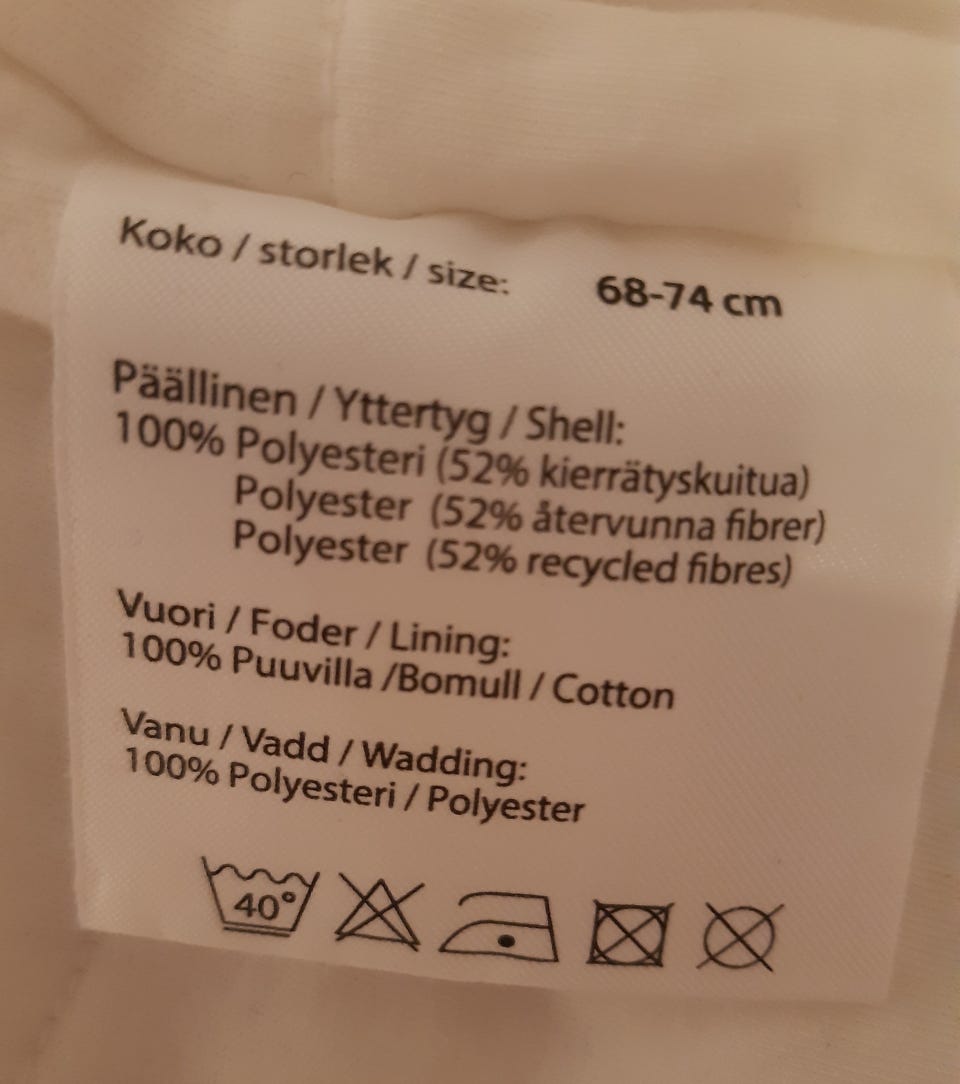 Koko / storlek / size: 68-74 cm
Päällinen / Yttertyg / Shell:
100% Polyesteri (52% kierrätyskuitua)
Polyester (52% återvunna fibrer)
Polyester (52% recycled fibres)
Vuori / Foder / Lining:
100% Puuvilla /Bomull / Cotton
Vanu / Vadd / Wadding:
100% Polyesteri / Polyester
40°